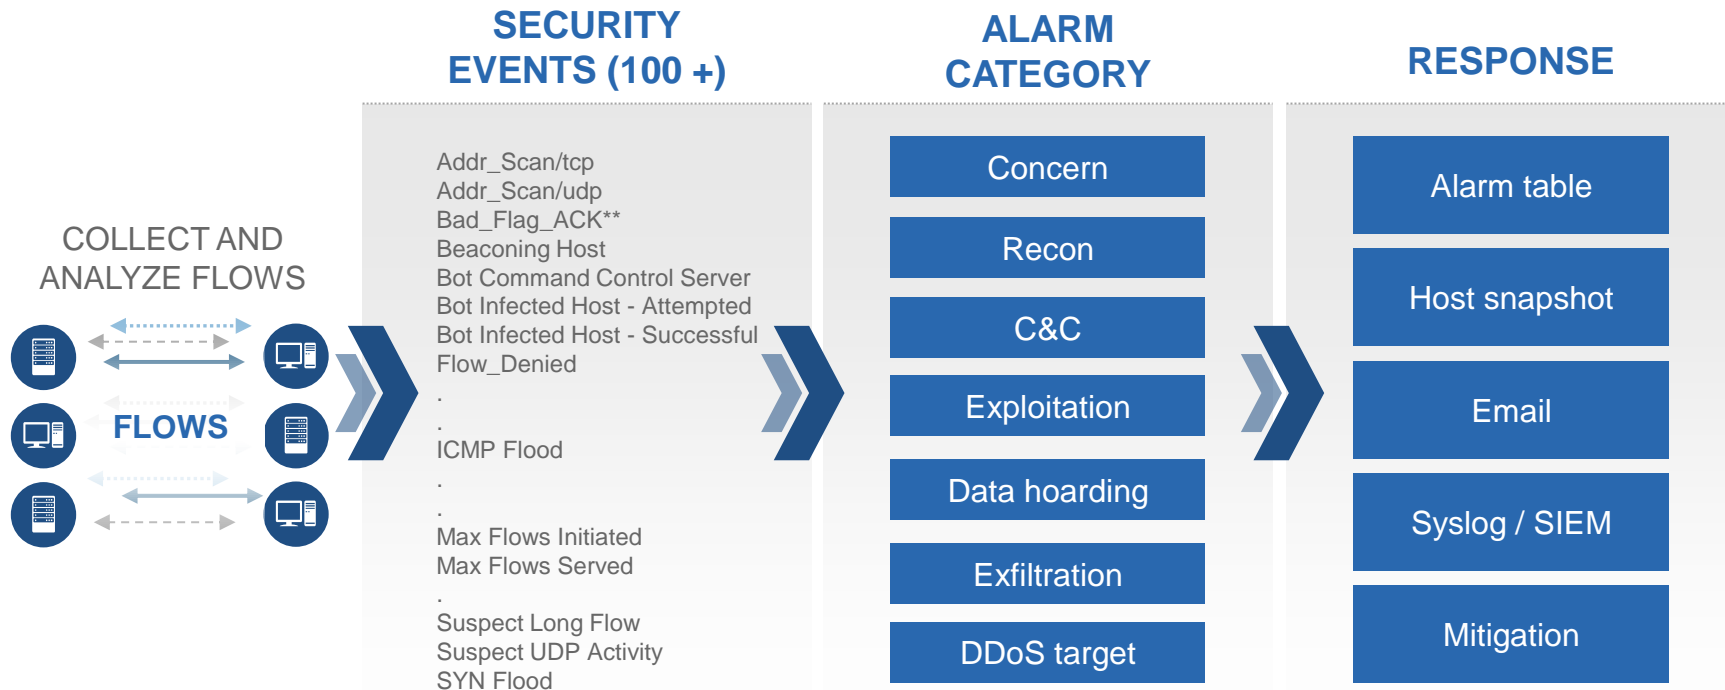 SECURITY
EVENTS (100 +)
ALARM
CATEGORY
RESPONSE
COLLECT AND
ANALYZE FLOWS
FLOWS
Addr_Scan/tcp
Addr_Scan/udp
Bad_Flag_ACK**
Beaconing Host
Bot Command Control Server
Bot Infected Host - Attempted
Bot Infected Host - Successful
Flow_Denied
.
.
ICMP Flood
.
.
Max Flows Initiated
Max Flows Served
.
Suspect Long Flow
Suspect UDP Activity
SYN Flood
Concern
Recon
C&C
Exploitation
Data hoarding
Exfiltration
DDoS target
Alarm table
Host snapshot
Email
Syslog / SIEM
Mitigation